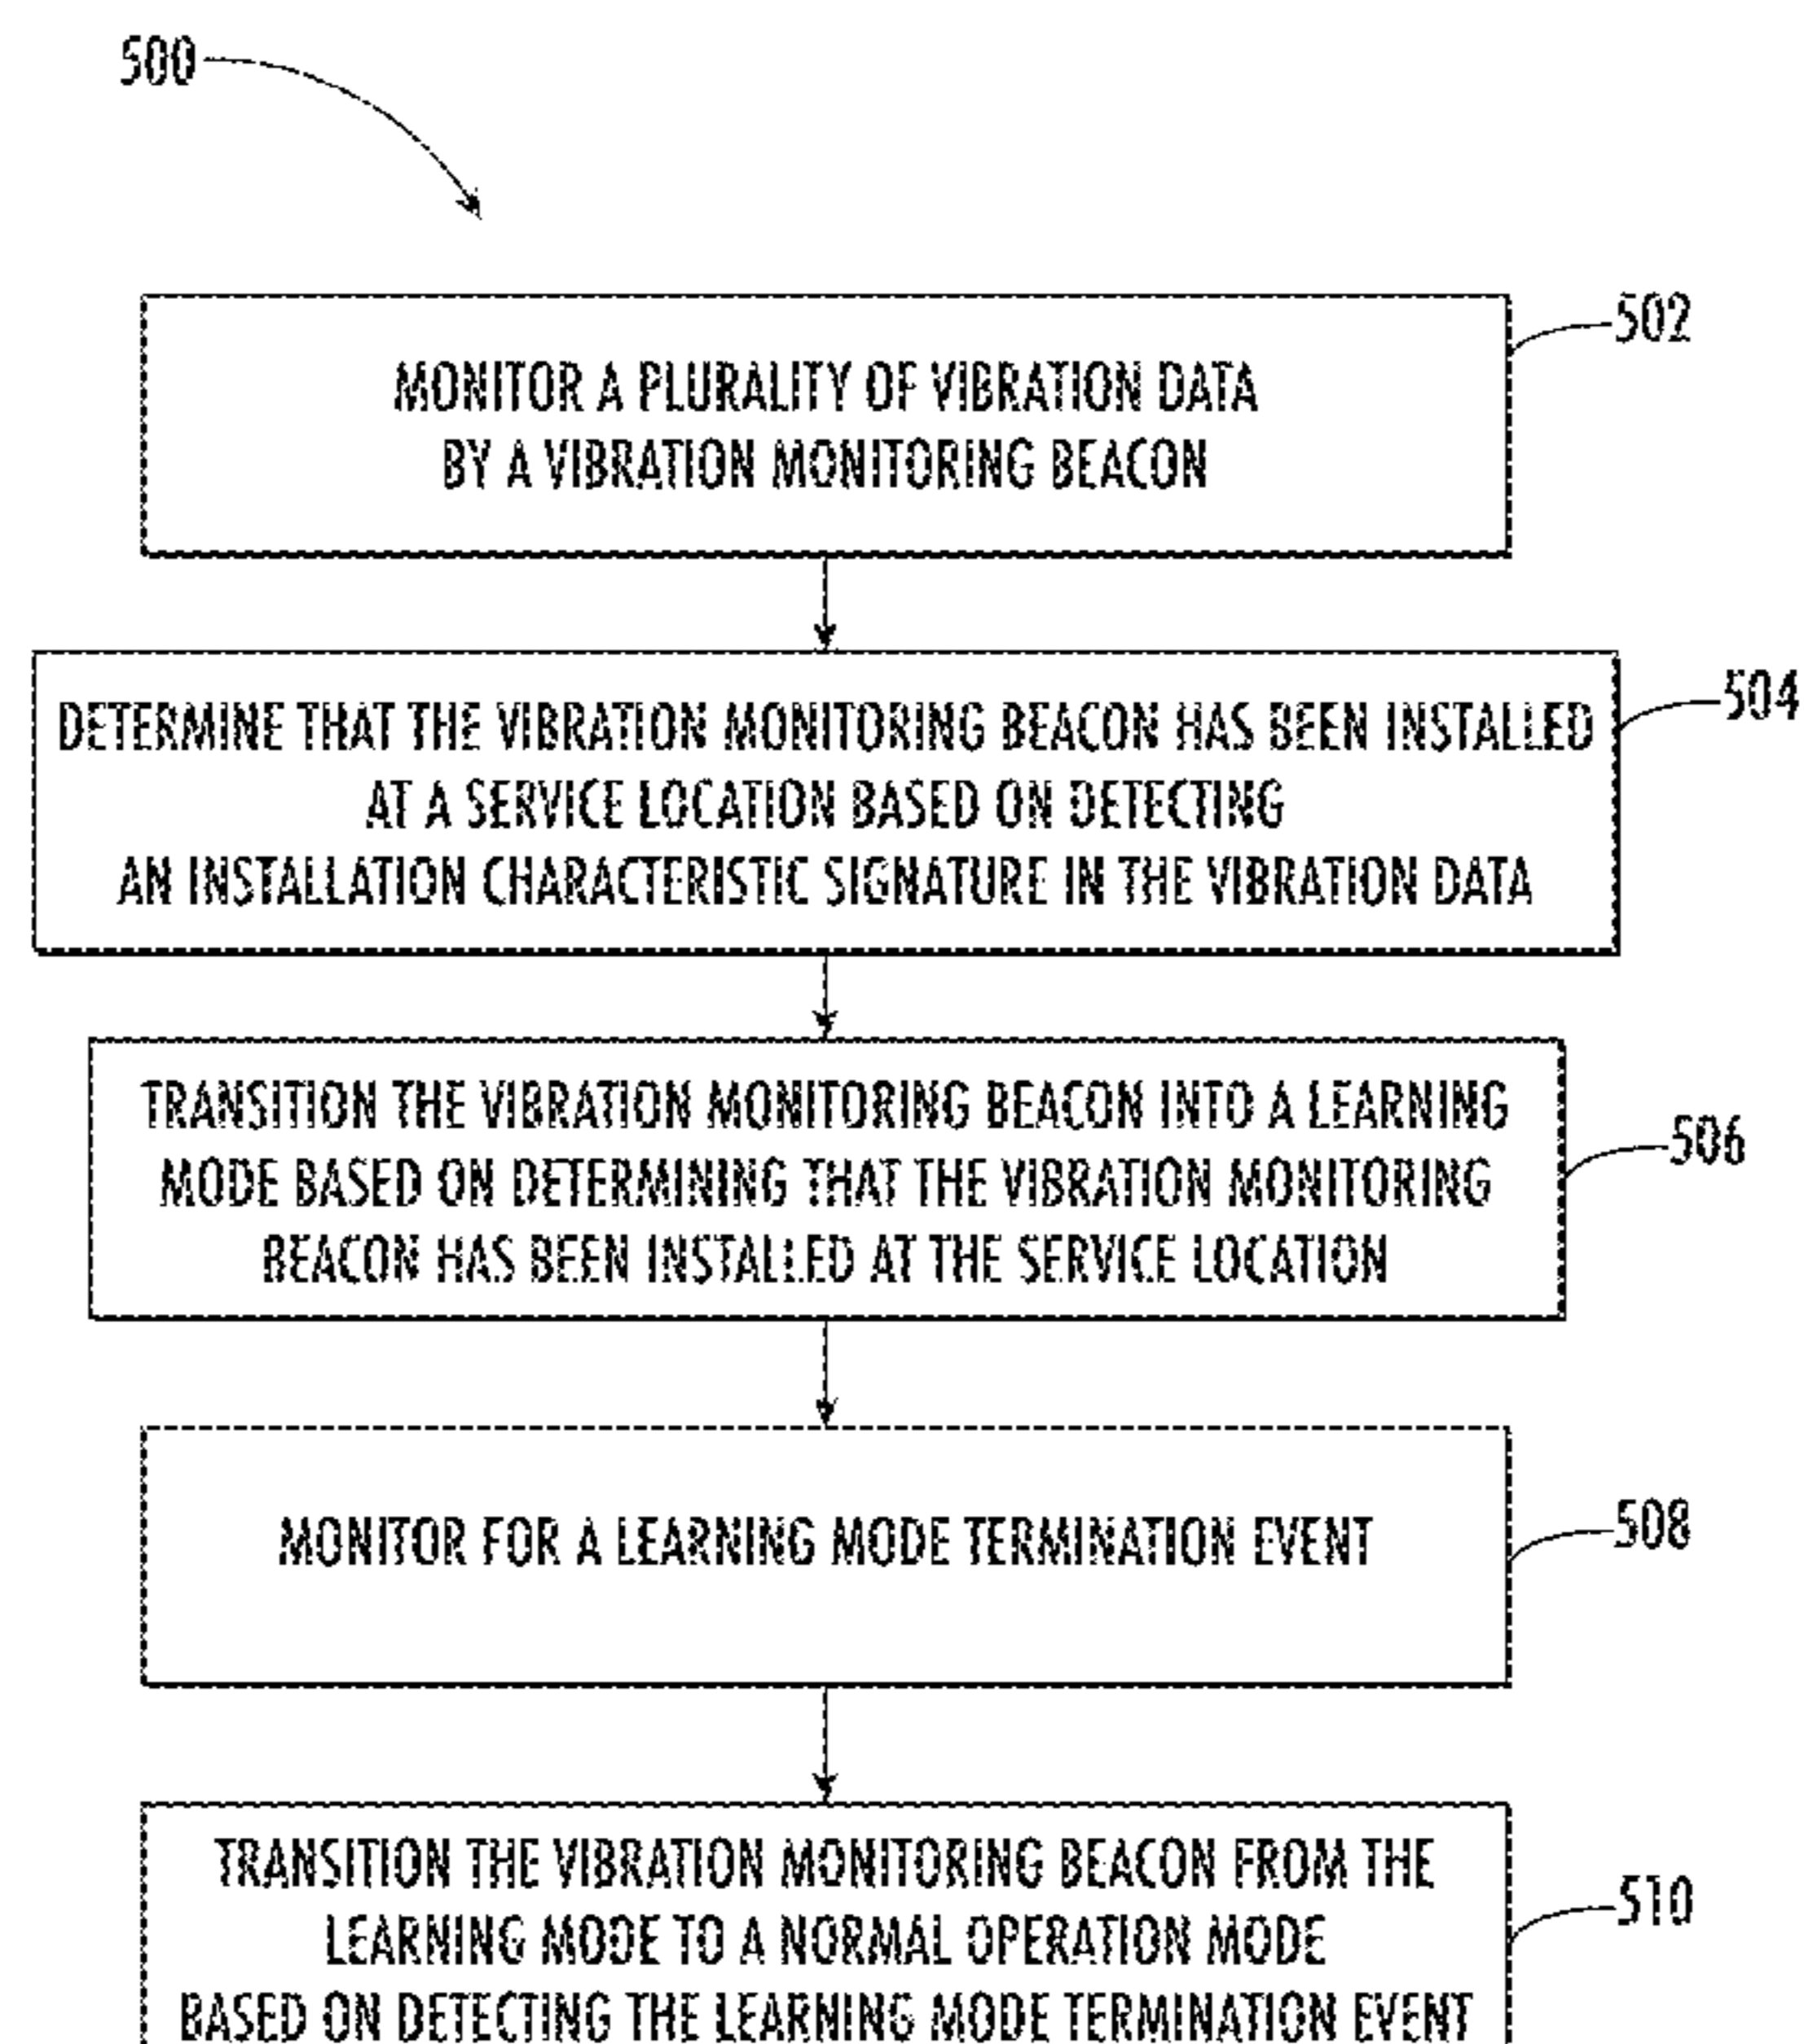 500
502
MONITOR A PLURALITY OF VIBRATION DATA
BY A VIBRATION MONITORING BEACON
504
DETERMINE THAT THE VIBRATION MONITORING BEACON HAS BEEN INSTALLED
AT A SERVICE LOCATION BASED ON DETECTING
AN INSTALLATION CHARACTERISTIC SIGNATURE IN THE VIBRATION DATA
506
TRANSITION THE VIBRATION MONITORING BEACON INTO A LEARNING
MODE BASED ON DETERMINING THAT THE VIBRATION MONITORING
BEACON HAS BEEN INSTALLED AT THE SERVICE LOCATION
508
MONITOR FOR A LEARNING MODE TERMINATION EVENT
510
TRANSITION THE VIBRATION MONITORING BEACON FROM THE
LEARNING MODE TO A NORMAL OPERATION MODE
BASED ON DETECTING THE LEARNING MODE TERMINATION EVENT